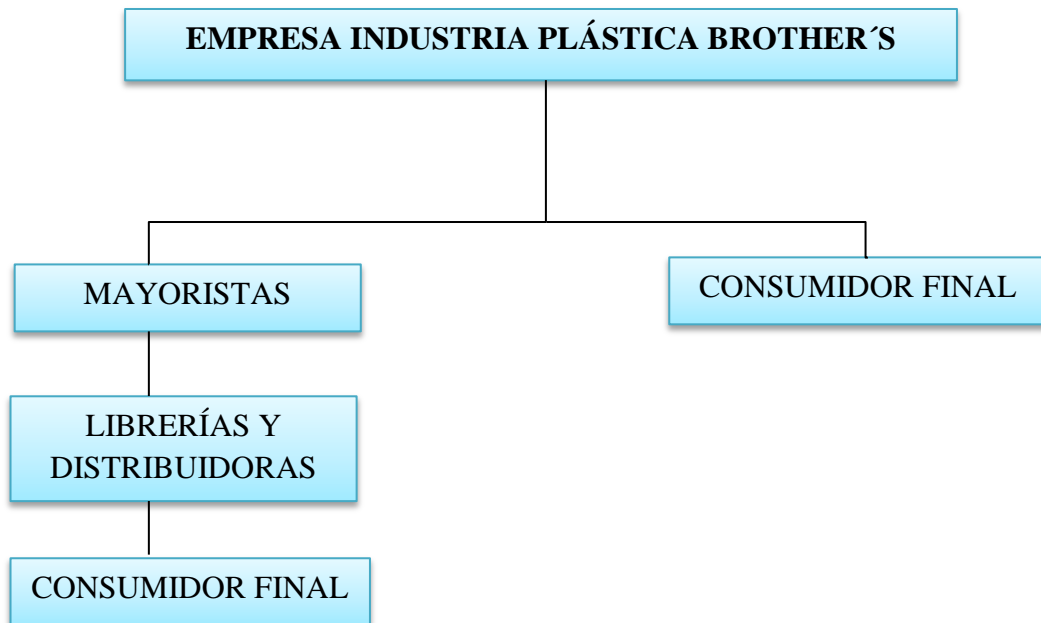 EMPRESA INDUSTRIA PLÁSTICA BROTHER´S
MAYORISTAS
CONSUMIDOR FINAL
LIBRERÍAS Y
DISTRIBUIDORAS
CONSUMIDOR FINAL